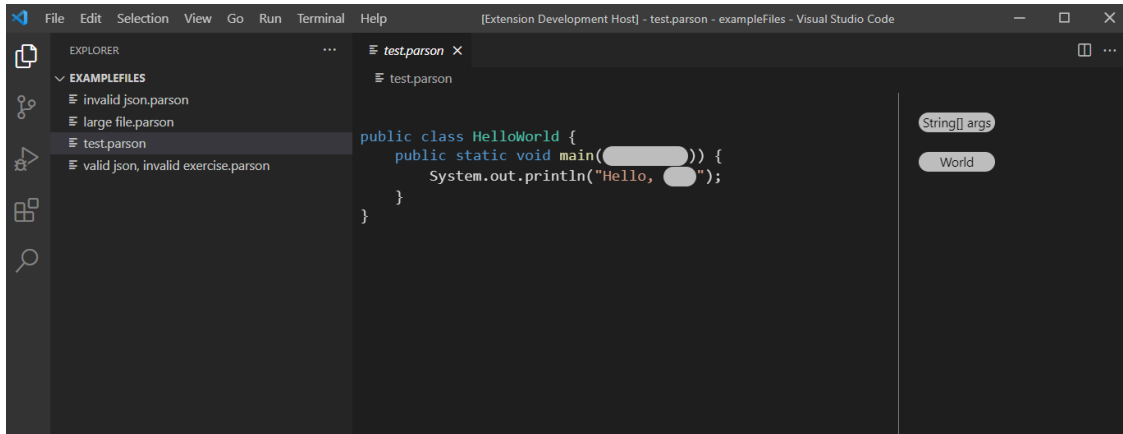 File Edit Selection View Go Run Terminal Help [Extension Development Host] - test.parson - exampleFiles - Visual Studio Code
EXPLORER ...
EXAMPLEFILES
invalid json.parson
large file.parson
test.parson
valid json, invalid exercise.parson
test.parson
test.parson
public class HelloWorld {
public static void main( )) {
System.out.println("Hello, ");
}
}
String[] args
World